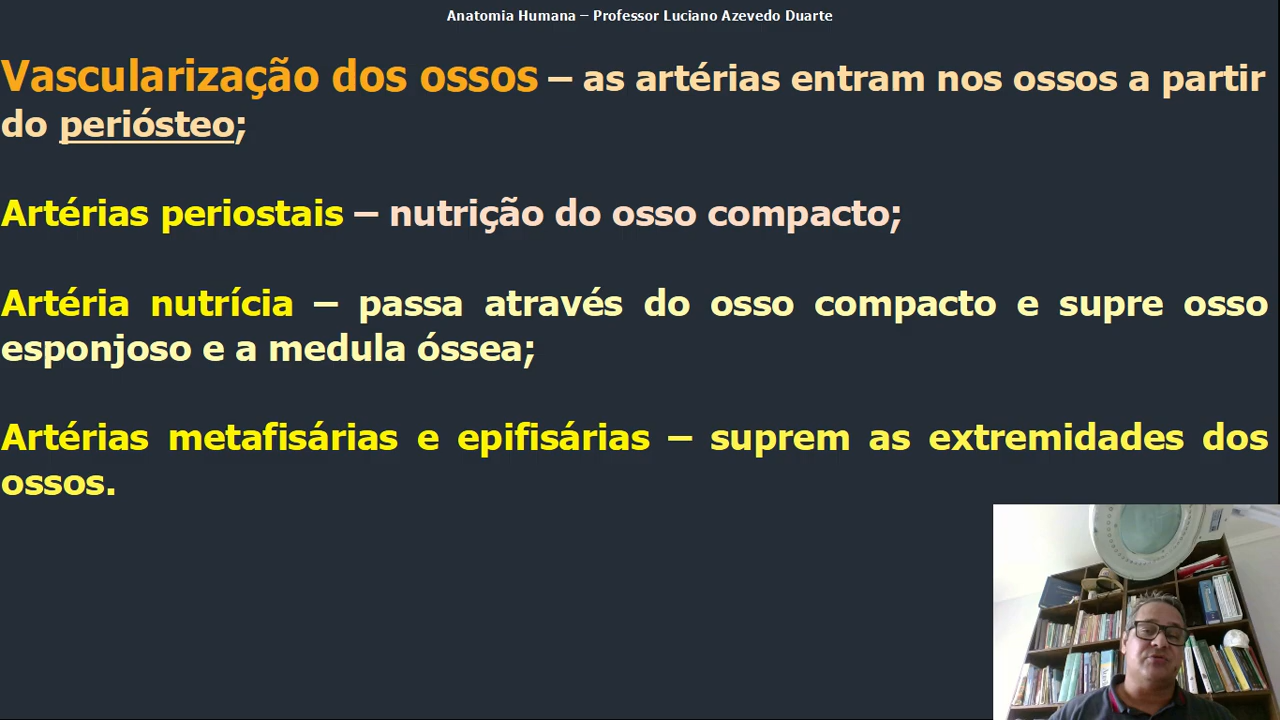 Anatomia Humana – Professor Luciano Azevedo Duarte
Vascularização dos ossos – as artérias entram nos ossos a partir
do periósteo;
Artérias periostais – nutrição do osso compacto;
Artéria nutrícia – passa através do osso compacto e supre osso
esponjoso e a medula óssea;
Artérias metafisárias e epifisárias – suprem as extremidades dos
ossos.